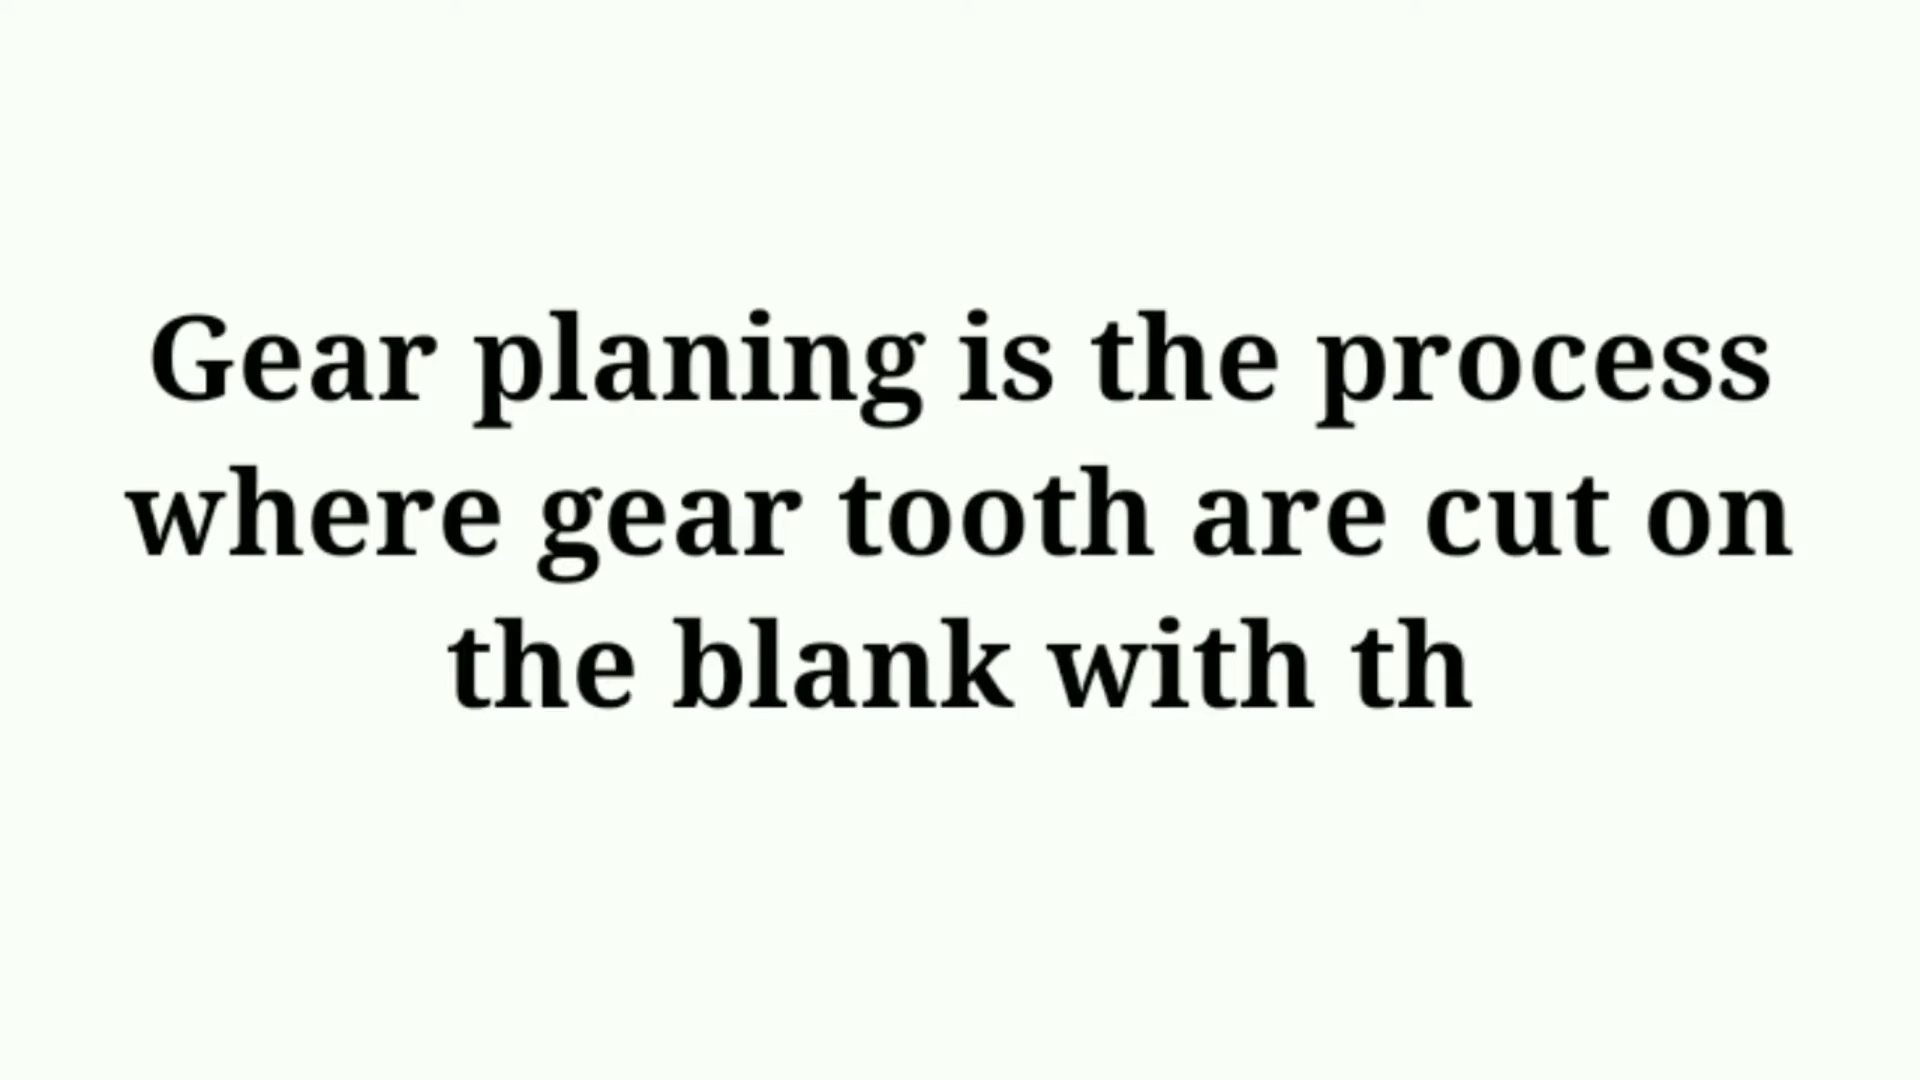 Gear planing is the process
where gear tooth are cut on
the blank with th